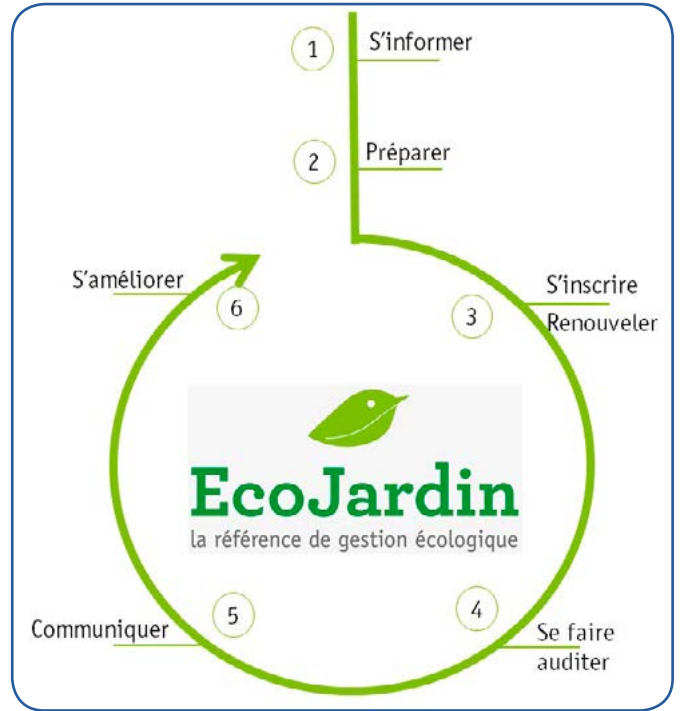 1 S'informer
2 Préparer
3 S'inscrire
Renouveler
4 Se faire
auditer
5 Communiquer
6 S'améliorer
EcoJardin
la référence de gestion écologique